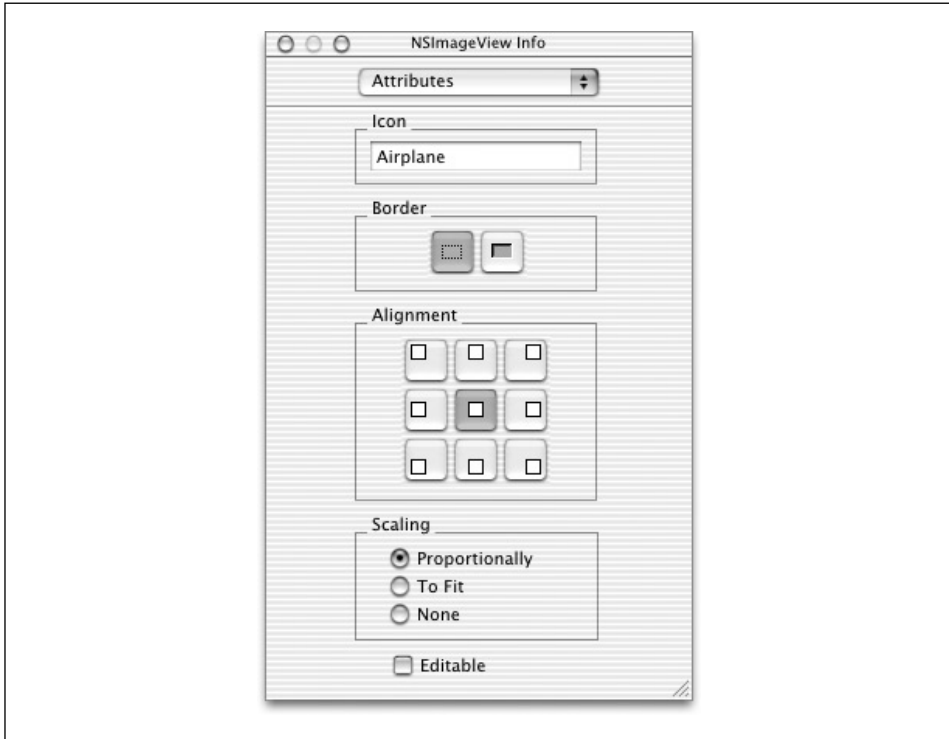 NSImageView Info
Attributes
Icon
Airplane
Border
Alignment
Scaling
Proportionally
To Fit
None
Editable